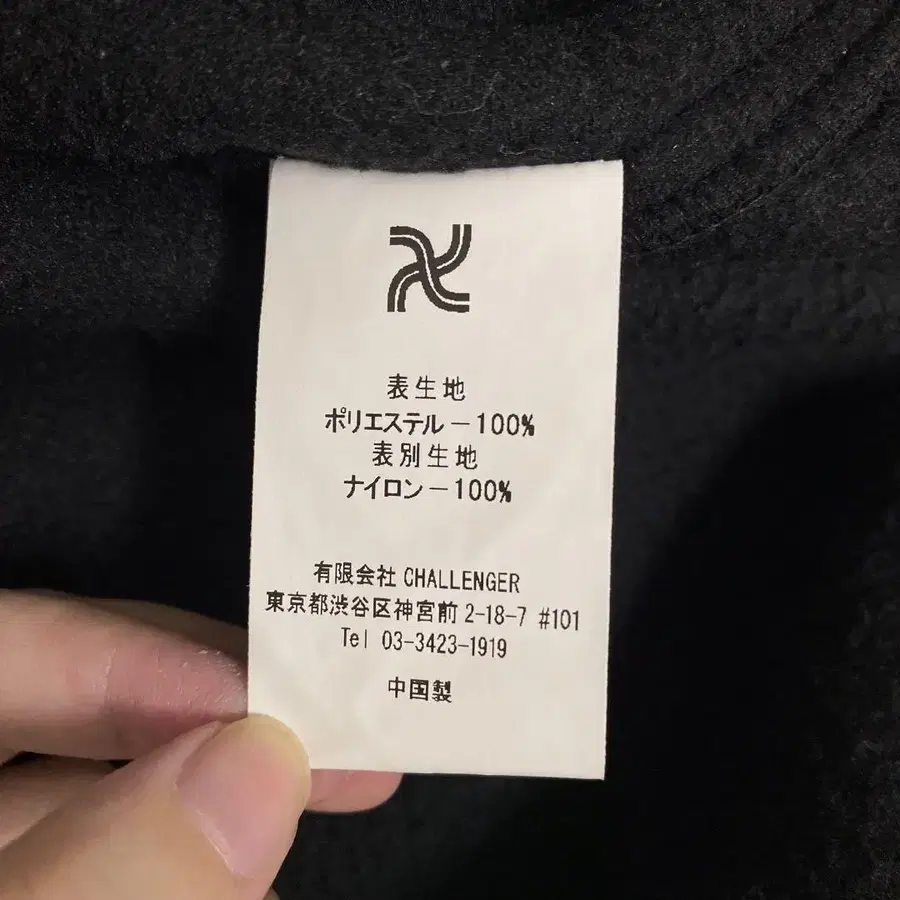 表生地
ポリエステル－100%
表別生地
ナイロン－100%
有限会社 CHALLENGER
東京都渋谷区神宮前 2-18-7 #101
Tel 03-3423-1919
中国製